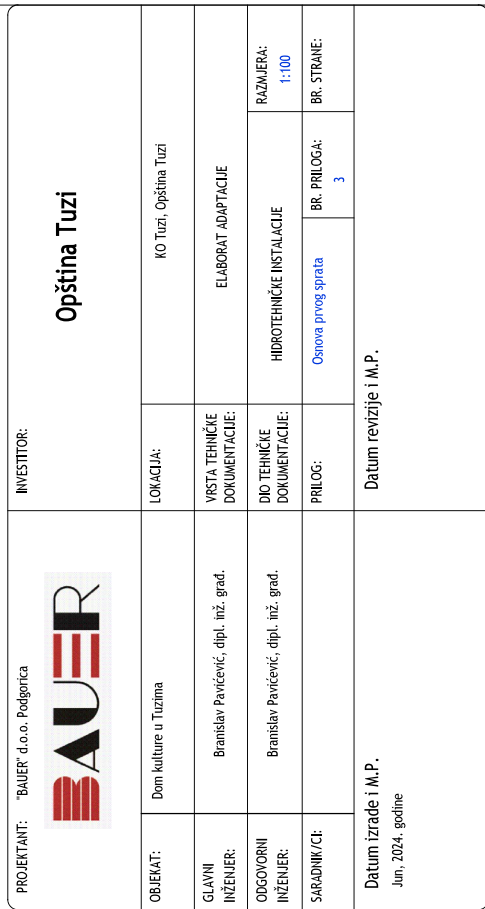 PROJEKTANT: "BAUER" d.o.o. Podgorica
BAUER
INVESTITOR:
Opština Tuzi
OBJEKAT: Dom kulture u Tuzima
LOKACIJA: KO Tuzi, Opština Tuzi
GLAVNI
INŽENJER:
Branislav Pavićević, dipl. inž. građ.
VRSTA TEHNIČKE
DOKUMENTACIJE:
ELABORAT ADAPTACIJE
ODGOVORNI
INŽENJER:
Branislav Pavićević, dipl. inž. građ.
DIO TEHNIČKE
DOKUMENTACIJE:
HIDROTEHNIČKE INSTALACIJE
RAZMJERA:
1:100
SARADNIK/CI:
PRILOG: Osnova prvog sprata
BR. PRILOGA:
3
BR. STRANE:
Datum izrade i M.P.
Jun, 2024. godine
Datum revizije i M.P.